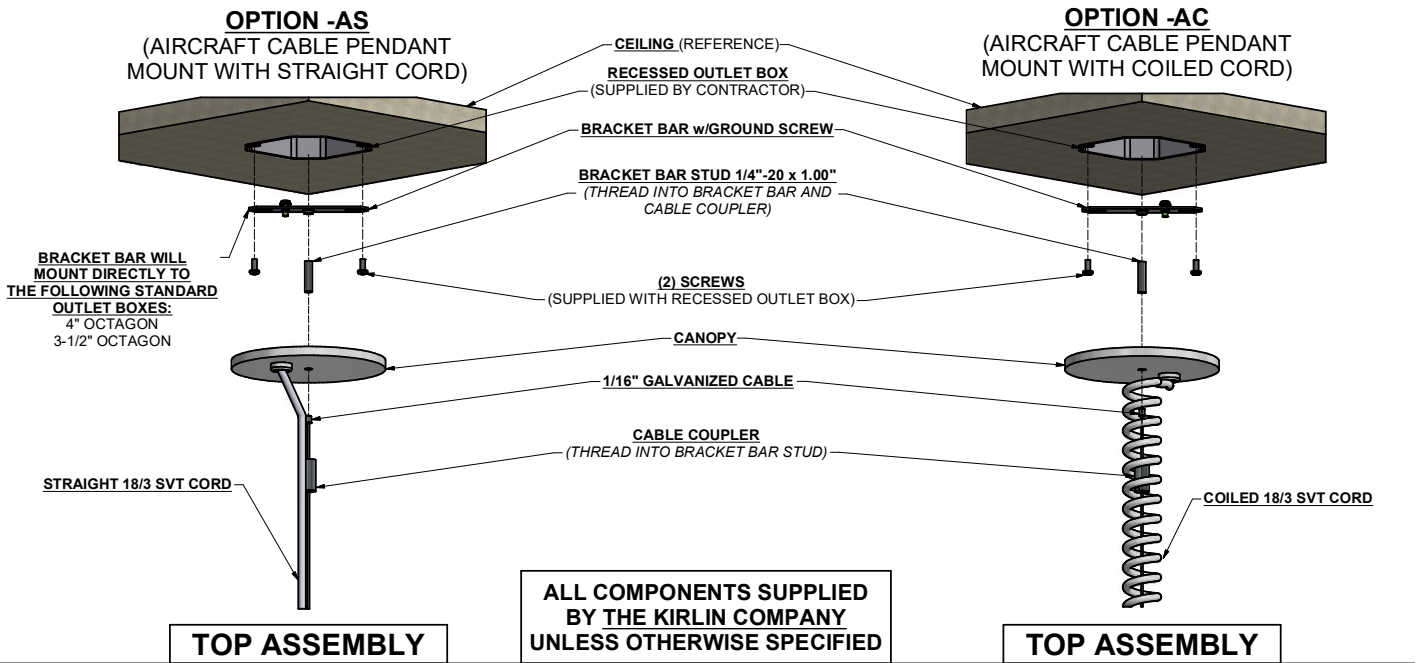 OPTION -AS
(AIRCRAFT CABLE PENDANT
MOUNT WITH STRAIGHT CORD)
OPTION -AC
(AIRCRAFT CABLE PENDANT
MOUNT WITH COILED CORD)
CEILING (REFERENCE)
RECESSED OUTLET BOX
(SUPPLIED BY CONTRACTOR)
BRACKET BAR w/GROUND SCREW
BRACKET BAR STUD 1/4"-20 x 1.00"
(THREAD INTO BRACKET BAR AND
CABLE COUPLER)
BRACKET BAR WILL
MOUNT DIRECTLY TO
THE FOLLOWING STANDARD
OUTLET BOXES:
4" OCTAGON
3-1/2" OCTAGON
(2) SCREWS
(SUPPLIED WITH RECESSED OUTLET BOX)
CANOPY
1/16" GALVANIZED CABLE
CABLE COUPLER
(THREAD INTO BRACKET BAR STUD)
STRAIGHT 18/3 SVT CORD
COILED 18/3 SVT CORD
ALL COMPONENTS SUPPLIED
BY THE KIRLIN COMPANY
UNLESS OTHERWISE SPECIFIED
TOP ASSEMBLY
TOP ASSEMBLY